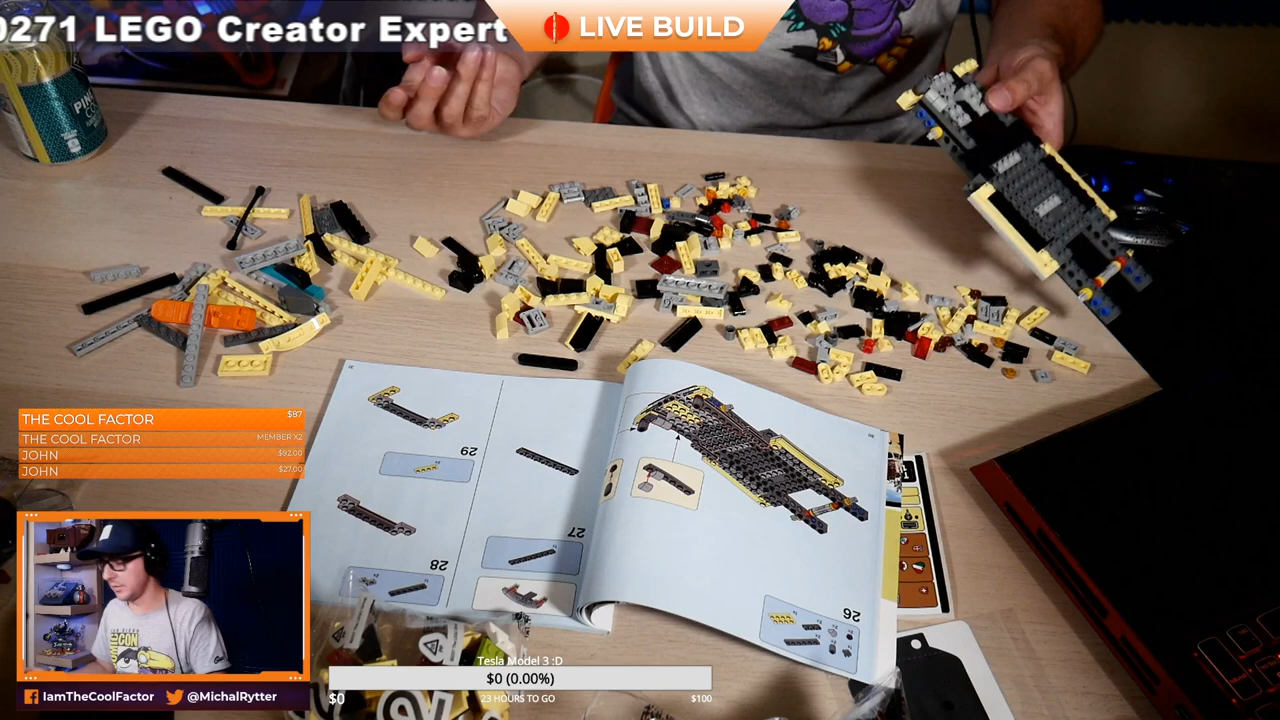 0271 LEGO Creator Expert
LIVE BUILD
THE COOL FACTOR $87
THE COOL FACTOR MEMBER X2
JOHN $92.00
JOHN $27.00
29
28
27
26
Tesla Model 3 :D
$0 (0.00%)
$0 23 HOURS TO GO $100
IamTheCoolFactor @MichalRytter